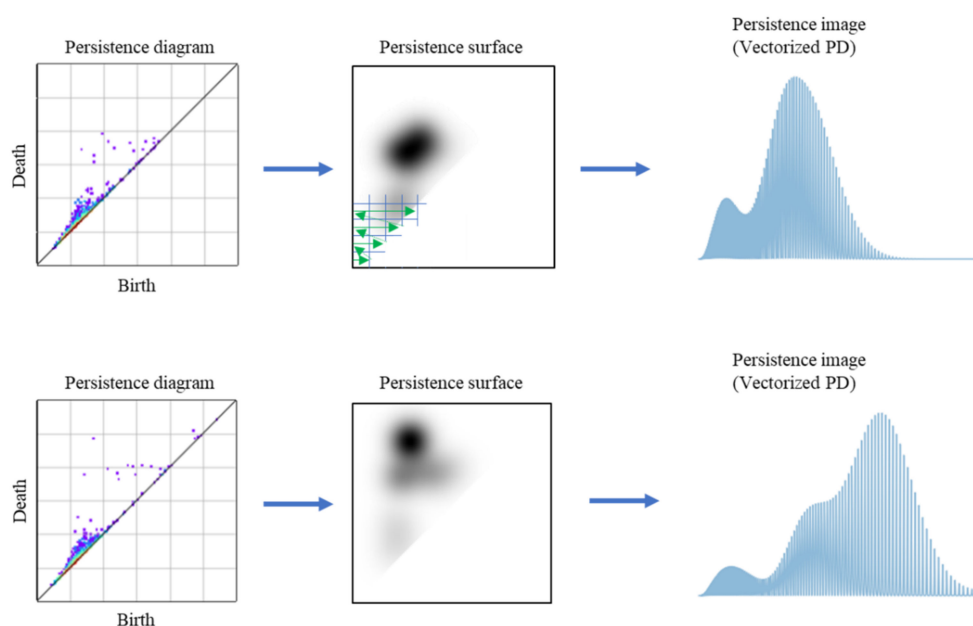 Persistence diagram
Persistence surface
Persistence image
(Vectorized PD)
Death
Birth
Persistence diagram
Persistence surface
Persistence image
(Vectorized PD)
Death
Birth